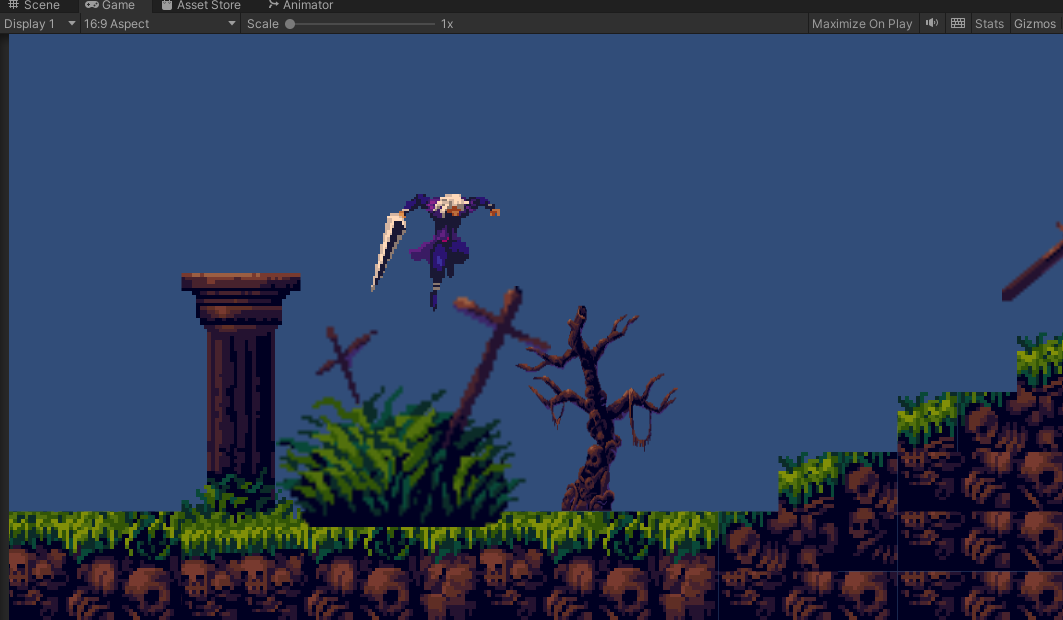 Scene Game Asset Store Animator
Display 1 16:9 Aspect Scale 1x Maximize On Play Stats Gizmos